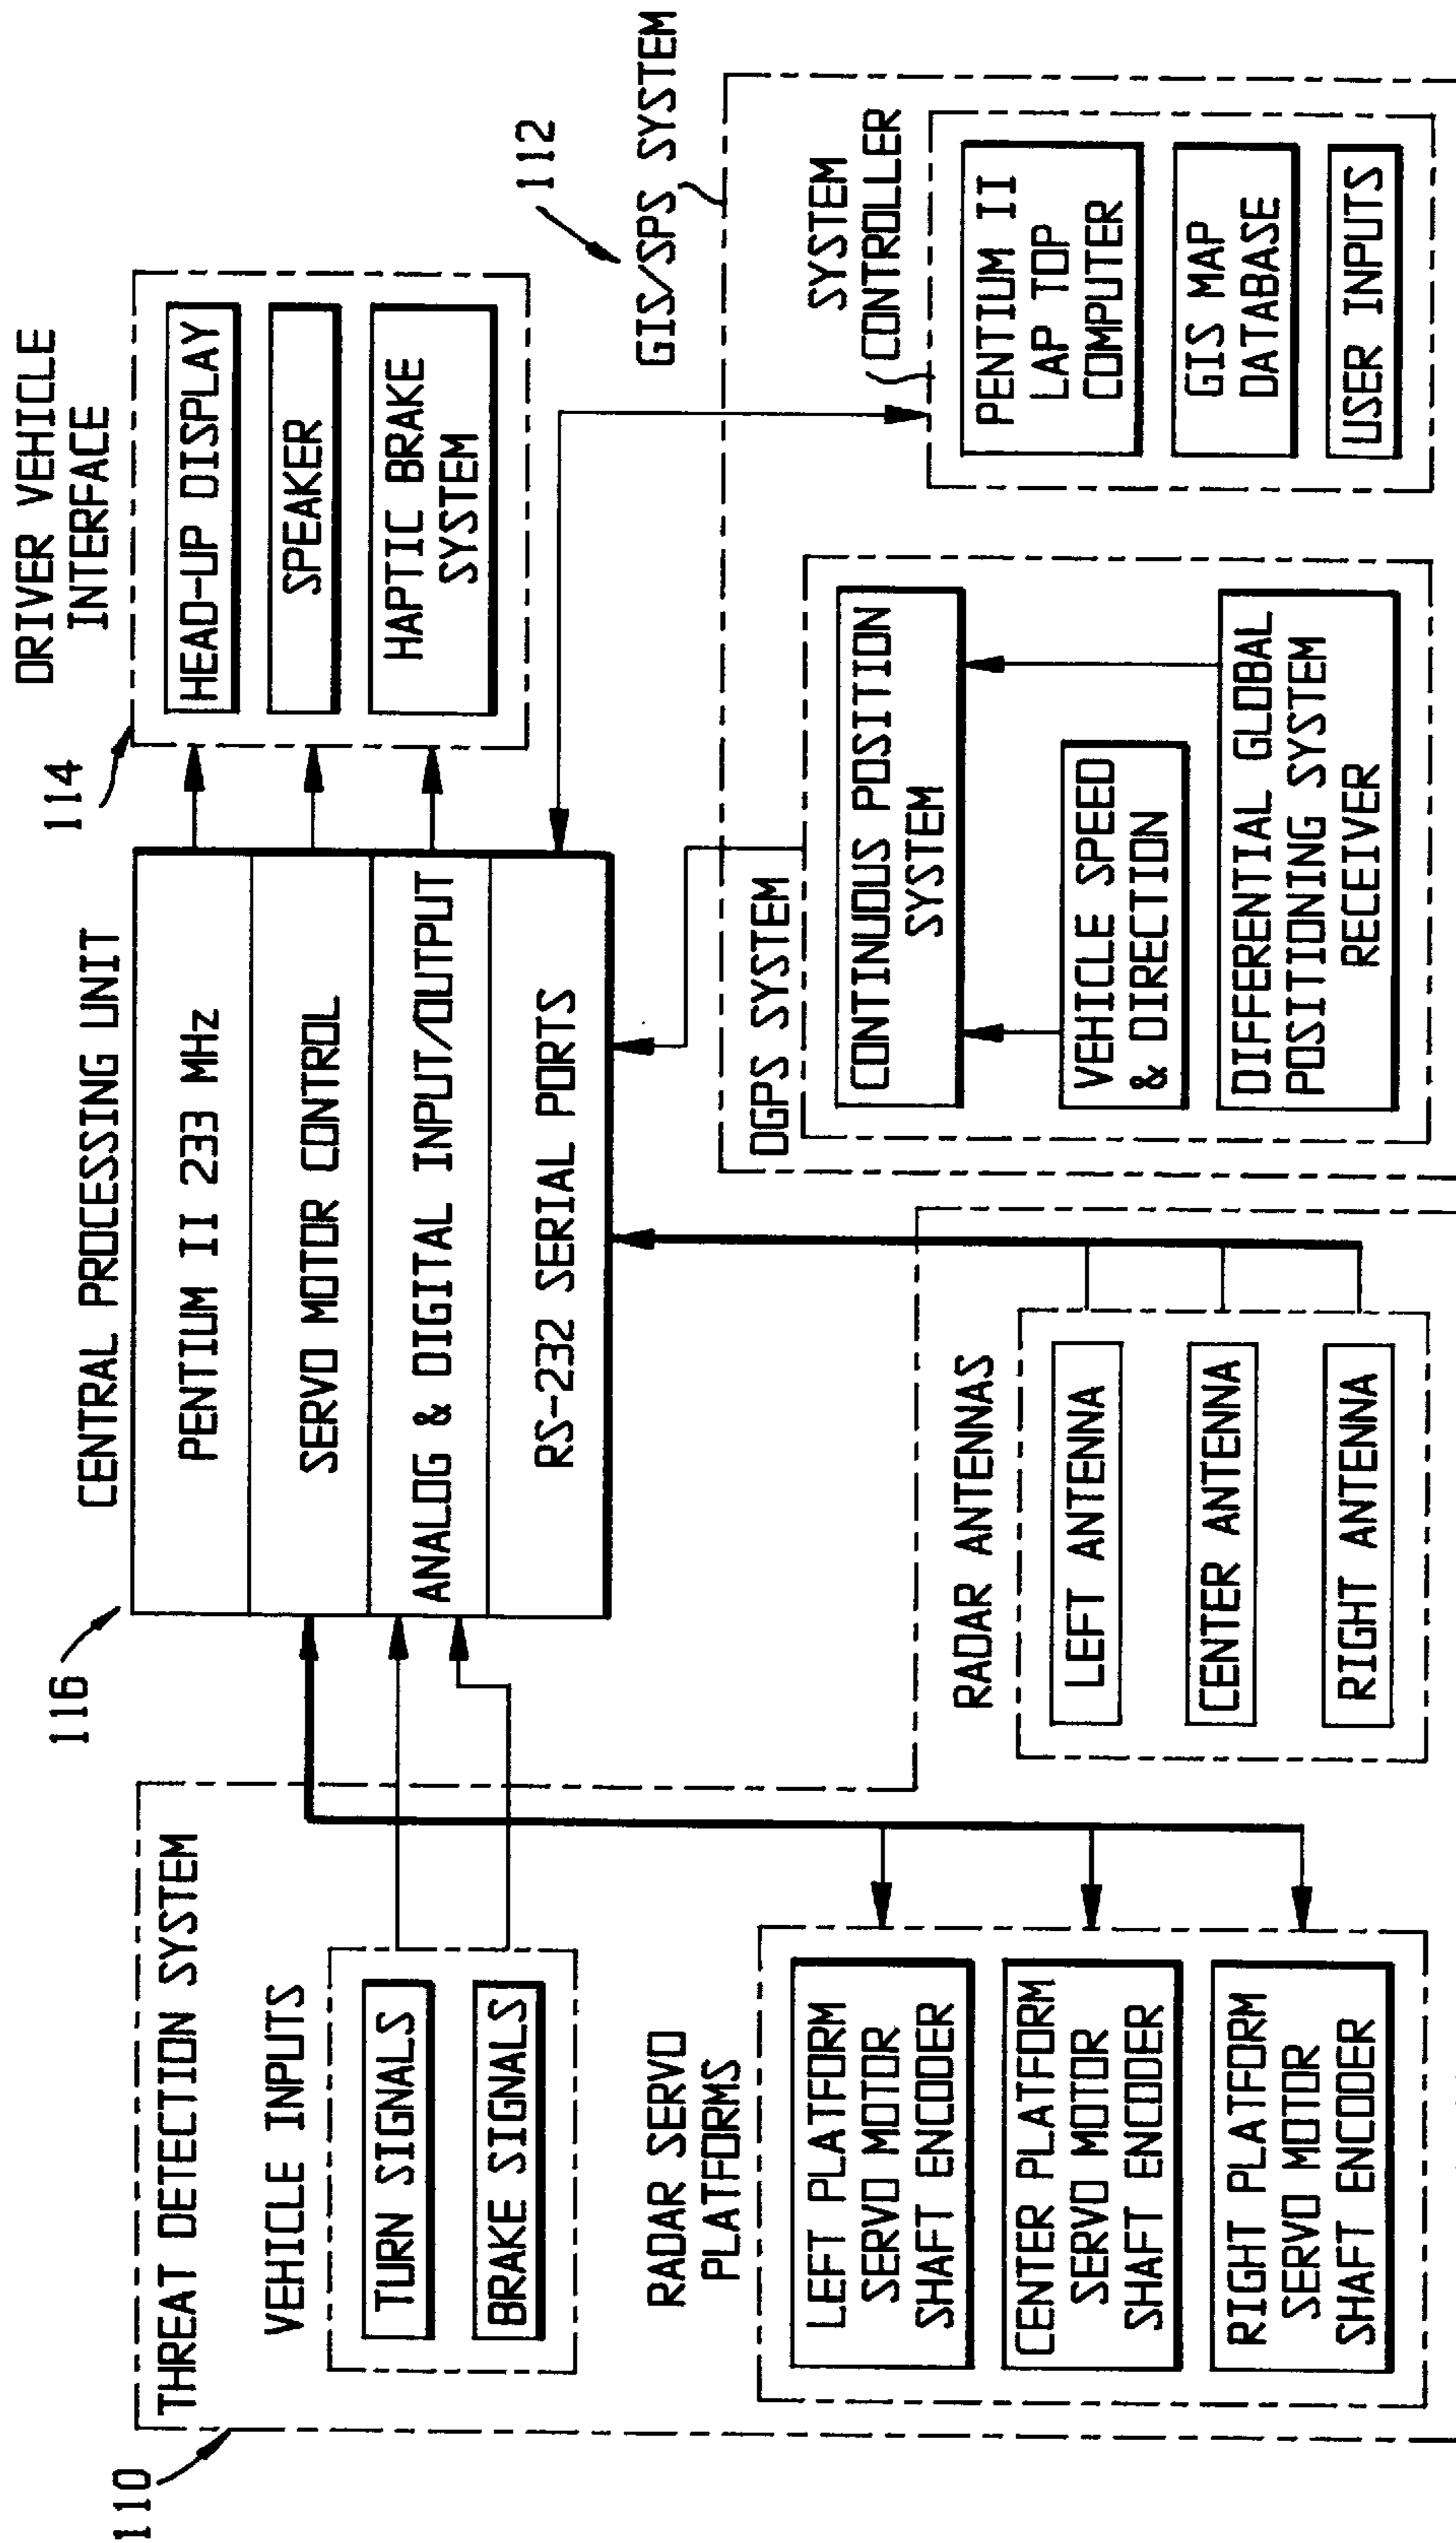 110
THREAT DETECTION SYSTEM
VEHICLE INPUTS
TURN SIGNALS
BRAKE SIGNALS
RADAR SERVO
PLATFORMS
LEFT PLATFORM
SERVO MOTOR
SHAFT ENCODER
CENTER PLATFORM
SERVO MOTOR
SHAFT ENCODER
RIGHT PLATFORM
SERVO MOTOR
SHAFT ENCODER
116
CENTRAL PROCESSING UNIT
PENTIUM II 233 MHz
SERVO MOTOR CONTROL
ANALOG & DIGITAL INPUT/OUTPUT
RS-232 SERIAL PORTS
RADAR ANTENNAS
LEFT ANTENNA
CENTER ANTENNA
RIGHT ANTENNA
114
DRIVER VEHICLE
INTERFACE
HEAD-UP DISPLAY
SPEAKER
HAPTIC BRAKE
SYSTEM
112
GIS/SPS SYSTEM
DGPS SYSTEM
CONTINUOUS POSITION
SYSTEM
VEHICLE SPEED
& DIRECTION
DIFFERENTIAL GLOBAL
POSITIONING SYSTEM
RECEIVER
SYSTEM
CONTROLLER
PENTIUM II
LAP TOP
COMPUTER
GIS MAP
DATABASE
USER INPUTS